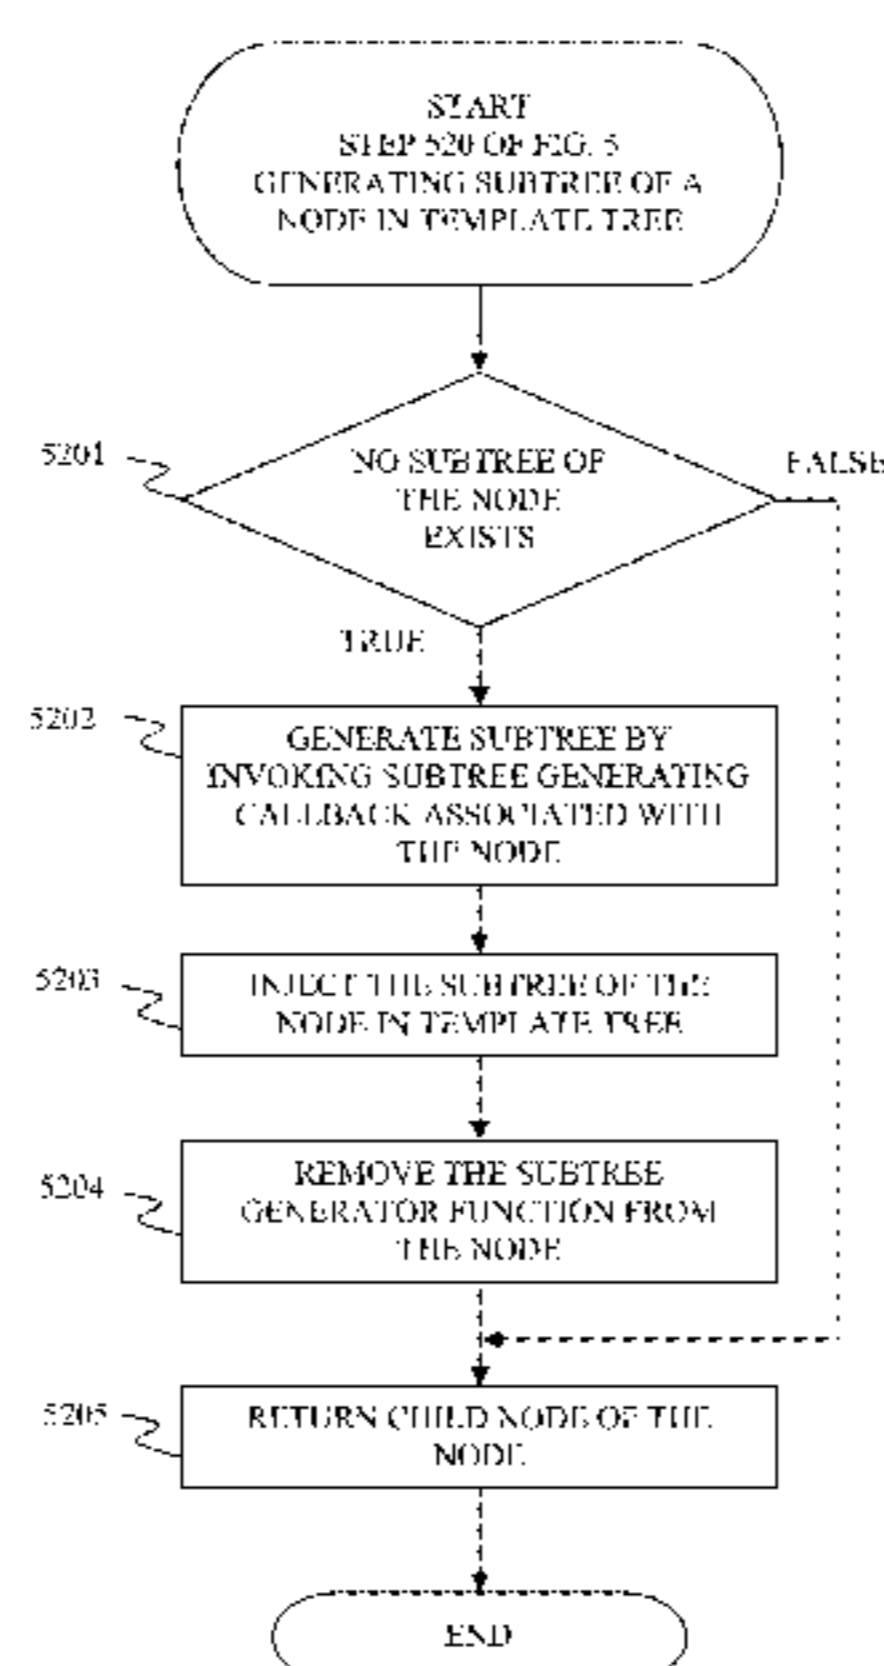 START
STEP 520 OF FIG. 5
GENERATING SUBTREE OF A
NODE IN TEMPLATE TREE
5201
NO SUBTREE OF
THE NODE
EXISTS
FALSE
TRUE
5202
GENERATE SUBTREE BY
INVOKING SUBTREE GENERATING
CALLBACK ASSOCIATED WITH
THE NODE
5203
INJECT THE SUBTREE OF THE
NODE IN TEMPLATE TREE
5204
REMOVE THE SUBTREE
GENERATOR FUNCTION FROM
THE NODE
5205
RETURN CHILD NODE OF THE
NODE
END